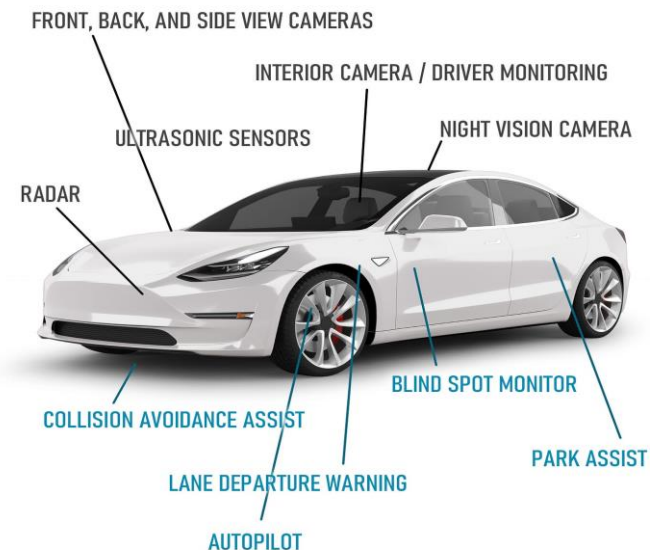 FRONT, BACK, AND SIDE VIEW CAMERAS
INTERIOR CAMERA / DRIVER MONITORING
ULTRASONIC SENSORS
NIGHT VISION CAMERA
RADAR
BLIND SPOT MONITOR
COLLISION AVOIDANCE ASSIST
PARK ASSIST
LANE DEPARTURE WARNING
AUTOPILOT